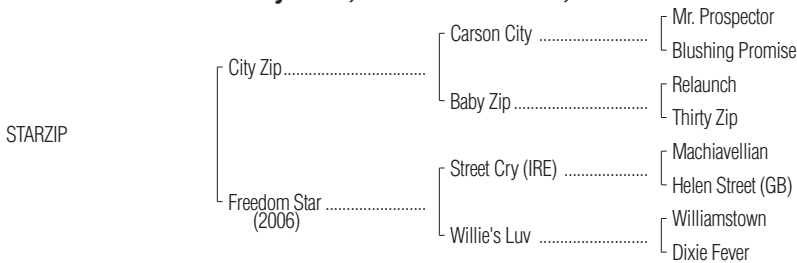 Mr. Prospector
Carson City ........................
Blushing Promise
City Zip................................
Relaunch
Baby Zip ..............................
Thirty Zip
STARZIP
Machiavellian
Street Cry (IRE) ..................
Helen Street (GB)
Freedom Star ......................
(2006)
Williamstown
Willie's Luv ........................
Dixie Fever